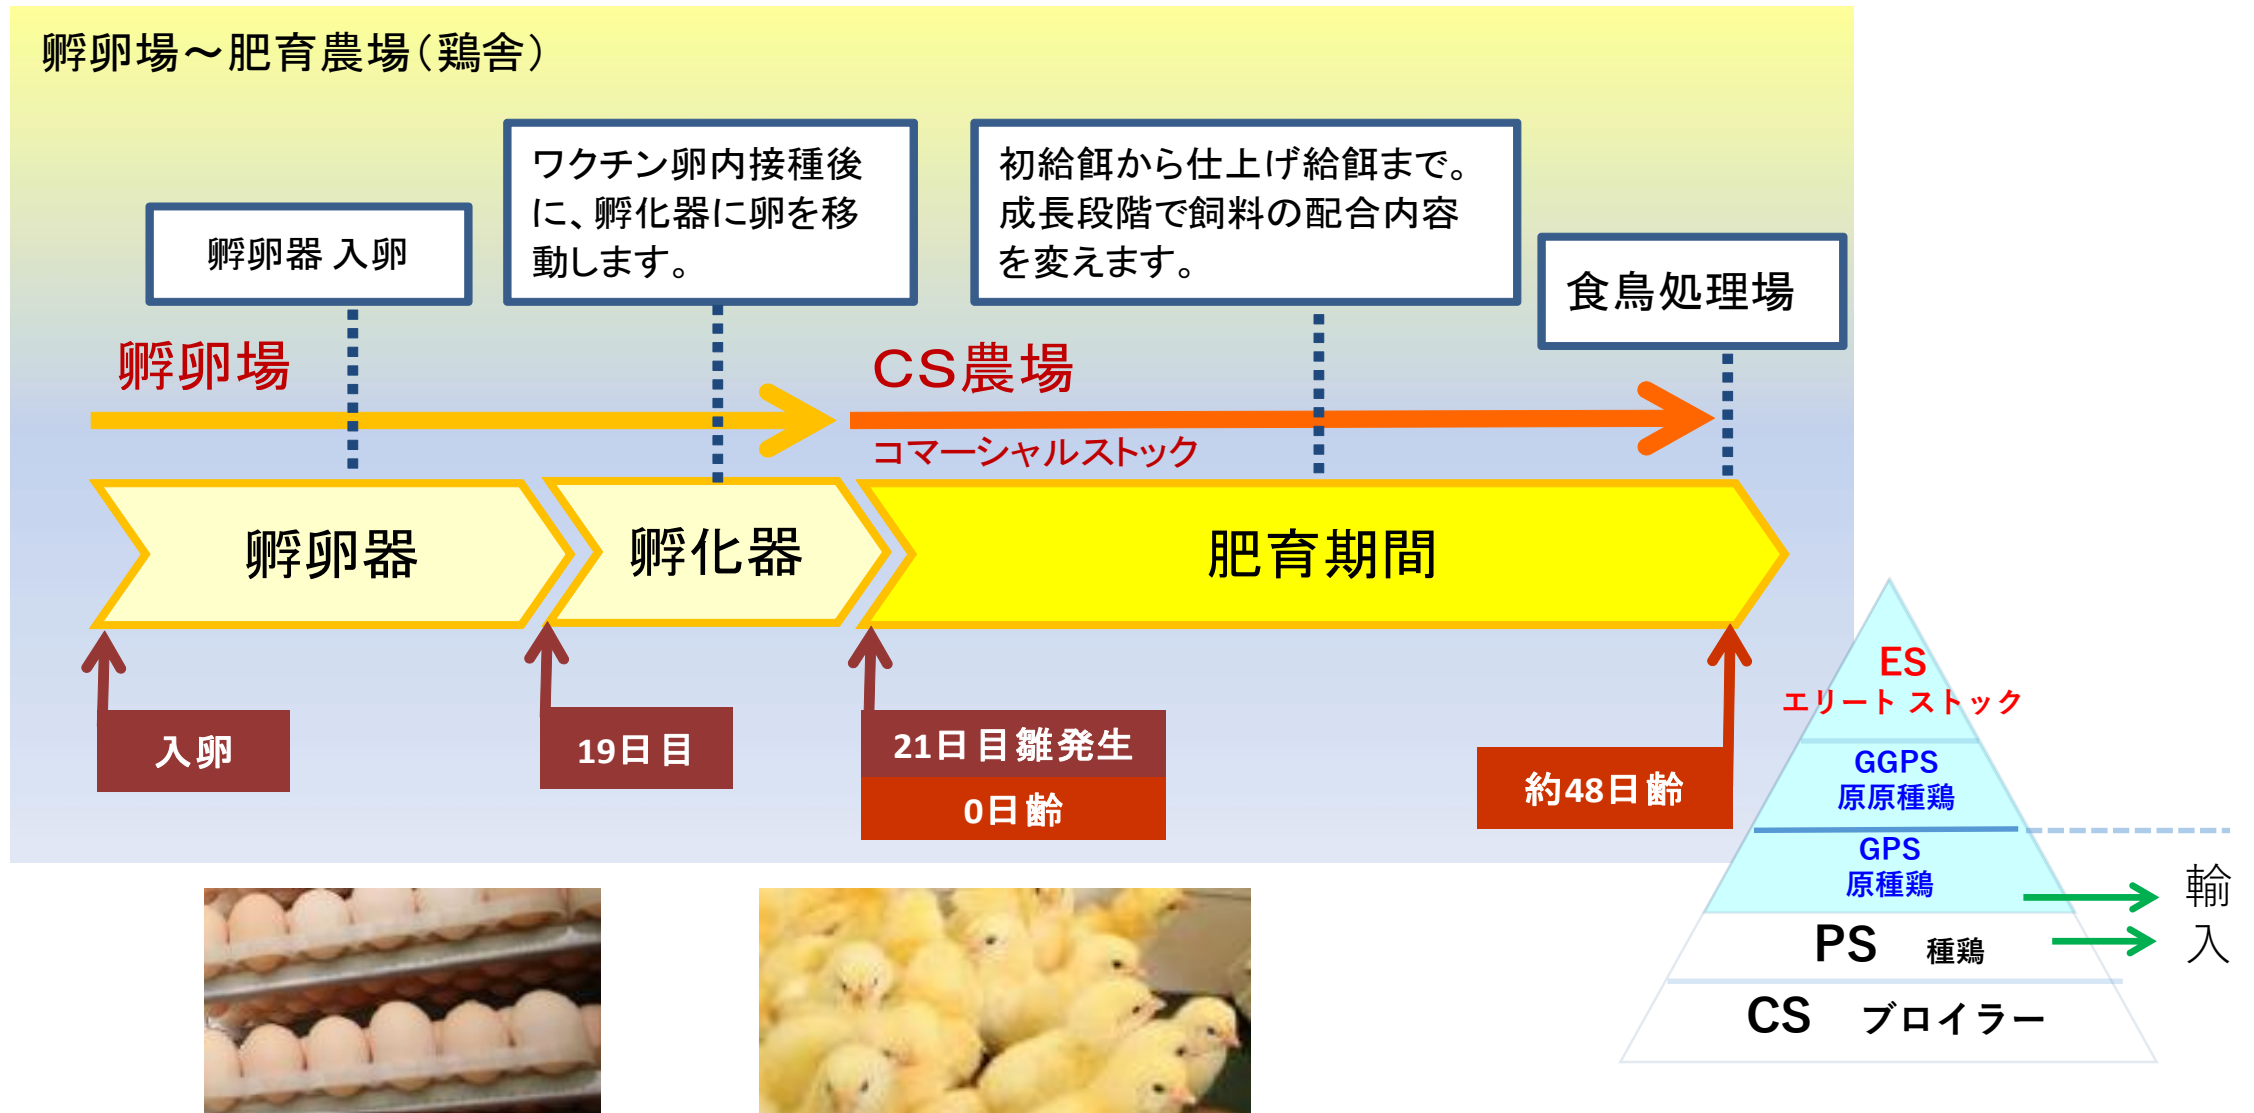 孵卵場～肥育農場（鶏舎）
孵卵器 入卵
ワクチン卵内接種後
に、孵化器に卵を移
動します。
初給餌から仕上げ給餌まで。
成長段階で飼料の配合内容
を変えます。
食鳥処理場
孵卵場
CS農場
コマーシャルストック
孵卵器
孵化器
肥育期間
入卵
19日目
21日目雛発生
0日齢
約48日齢
ES
エリート ストック
GGPS
原原種鶏
GPS
原種鶏
PS 種鶏
CS ブロイラー
輸
入